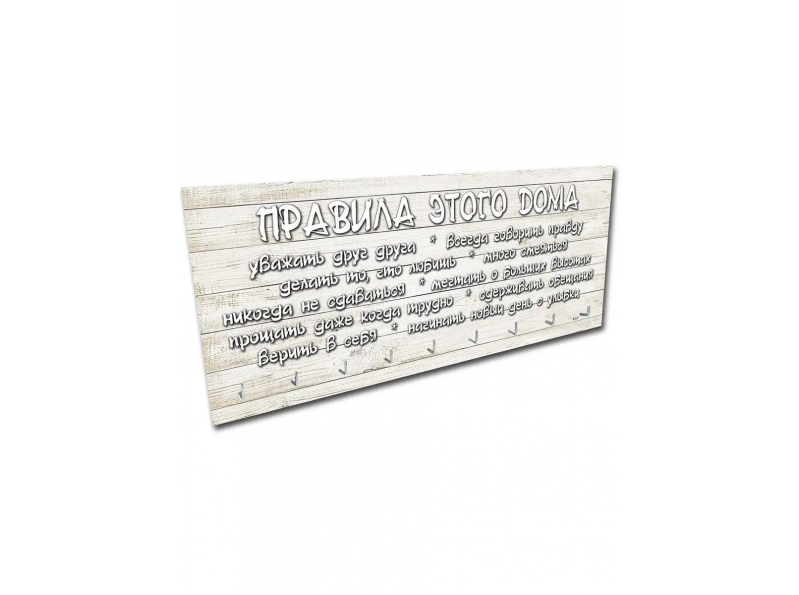 ПРАВИЛА ЭТОГО ДОМА
уважать друг друга * всегда говорить правду
делать то, что любишь * много смеяться
никогда не сдаваться * мечтать о больших высотах
прощать даже когда трудно * одерживать обещания
верить в себя * начинать новый день с улыбки